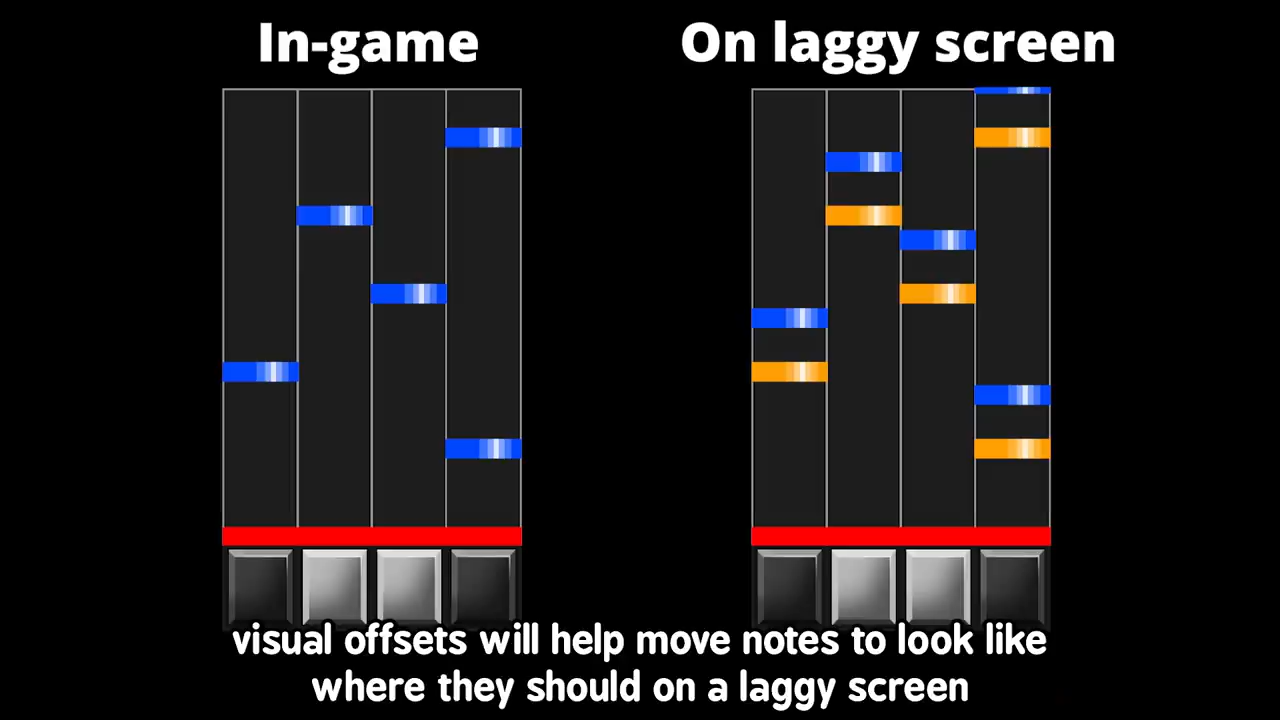 In-game
On laggy screen
visual offsets will help move notes to look like
where they should on a laggy screen